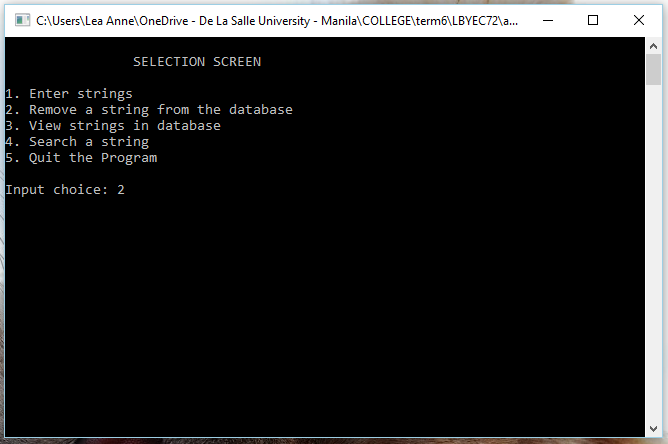 C:\Users\Lea Anne\OneDrive - De La Salle University - Manila\COLLEGE\term6\LBYEC72\a...
SELECTION SCREEN
1. Enter strings
2. Remove a string from the database
3. View strings in database
4. Search a string
5. Quit the Program
Input choice: 2